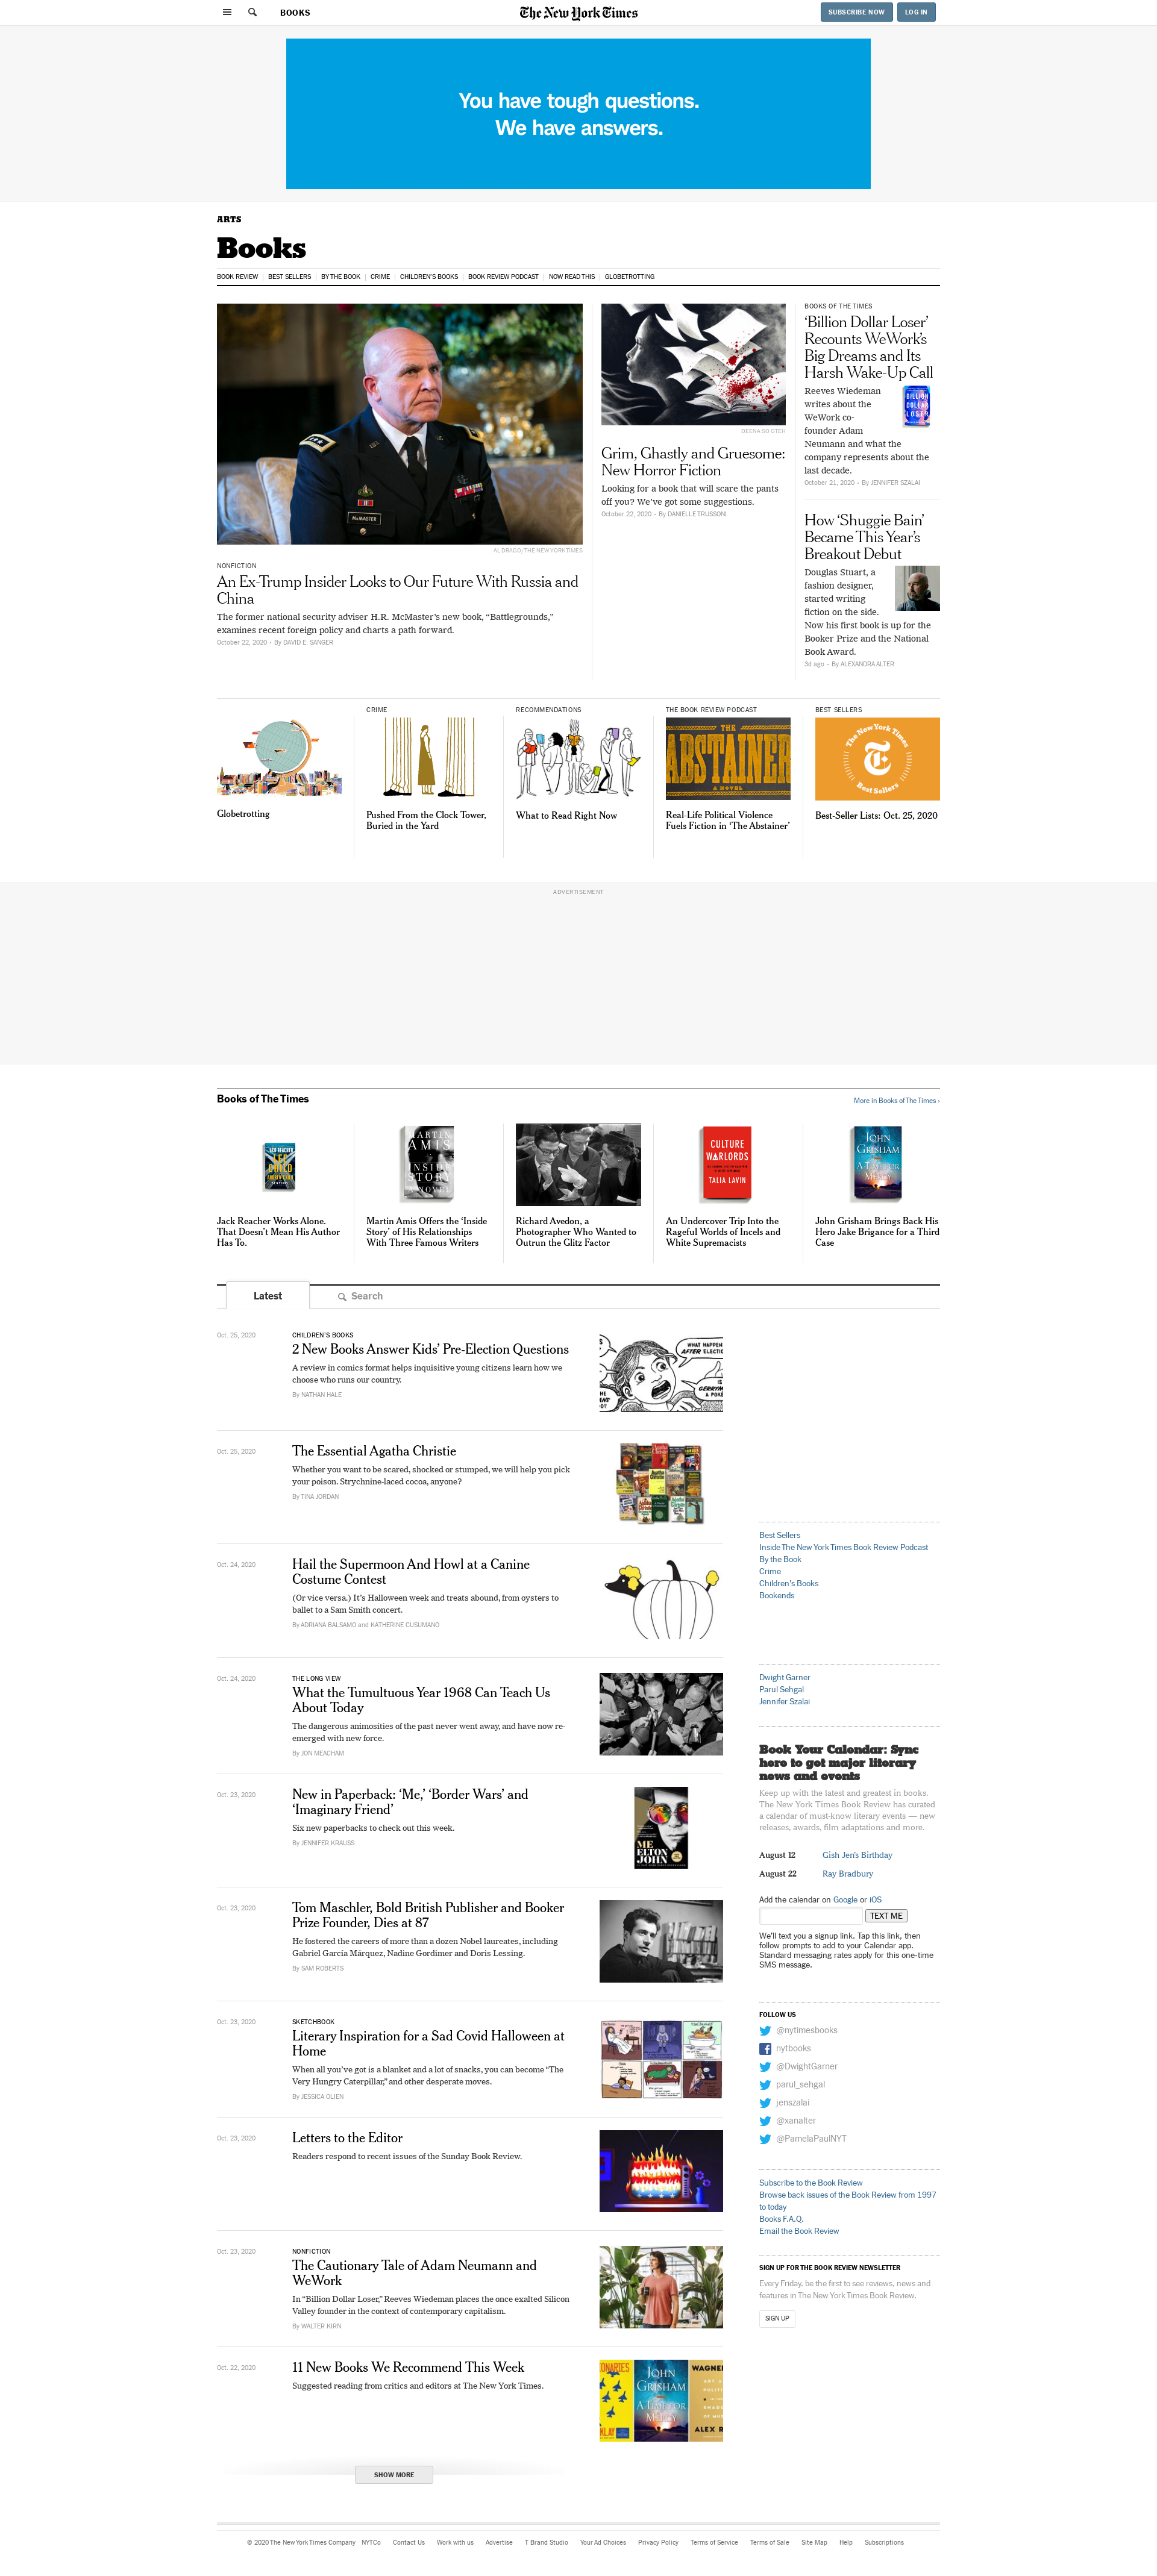 BOOKS
The New York Times
SUBSCRIBE NOW
LOG IN
You have tough questions.
We have answers.
ARTS
Books
BOOK REVIEW
BEST SELLERS
BY THE BOOK
CRIME
CHILDREN'S BOOKS
BOOK REVIEW PODCAST
NOW READ THIS
GLOBETROTTING
McMASTER
AL DRAGO/THE NEW YORK TIMES
NONFICTION
An Ex-Trump Insider Looks to Our Future With Russia and
China
The former national security adviser H.R. McMaster's new book, “Battlegrounds,”
examines recent foreign policy and charts a path forward.
October 22, 2020 - By DAVID E. SANGER
DEENA SO OTEH
Grim, Ghastly and Gruesome:
New Horror Fiction
Looking for a book that will scare the pants
off you? We've got some suggestions.
October 22, 2020 - By DANIELLE TRUSSONI
BOOKS OF THE TIMES
‘Billion Dollar Loser’
Recounts WeWork's
Big Dreams and Its
Harsh Wake-Up Call
Reeves Wiedeman
writes about the
WeWork co-
founder Adam
Neumann and what the
company represents about the
last decade.
BILLION
DOLLAR
LOSER
October 21, 2020 - By JENNIFER SZALAI
How ‘Shuggie Bain’
Became This Year's
Breakout Debut
Douglas Stuart, a
fashion designer,
started writing
fiction on the side.
Now his first book is up for the
Booker Prize and the National
Book Award.
3d ago - By ALEXANDRA ALTER
Globetrotting
CRIME
Pushed From the Clock Tower,
Buried in the Yard
RECOMMENDATIONS
What to Read Right Now
THE BOOK REVIEW PODCAST
THE
ABSTAINER
A NOVEL
Real-Life Political Violence
Fuels Fiction in ‘The Abstainer’
BEST SELLERS
The New York Times
Best Sellers
Best-Seller Lists: Oct. 25, 2020
ADVERTISEMENT
Books of The Times
More in Books of The Times ›
JACK REACHER
LEE
CHILD
Jack Reacher Works Alone.
That Doesn't Mean His Author
Has To.
MARTIN
AMIS
INSIDE
STORY
A NOVEL
Martin Amis Offers the ‘Inside
Story’ of His Relationships
With Three Famous Writers
Richard Avedon, a
Photographer Who Wanted to
Outrun the Glitz Factor
CULTURE
WARLORDS
TALIA LAVIN
An Undercover Trip Into the
Rageful Worlds of Incels and
White Supremacists
JOHN
GRISHAM
A TIME FOR
MERCY
John Grisham Brings Back His
Hero Jake Brigance for a Third
Case
Latest
Search
Oct. 25, 2020
CHILDREN'S BOOKS
2 New Books Answer Kids' Pre-Election Questions
A review in comics format helps inquisitive young citizens learn how we
choose who runs our country.
By NATHAN HALE
Oct. 25, 2020
The Essential Agatha Christie
Whether you want to be scared, shocked or stumped, we will help you pick
your poison. Strychnine-laced cocoa, anyone?
By TINA JORDAN
Oct. 24, 2020
Hail the Supermoon And Howl at a Canine
Costume Contest
(Or vice versa.) It's Halloween week and treats abound, from oysters to
ballet to a Sam Smith concert.
By ADRIANA BALSAMO and KATHERINE CUSUMANO
Oct. 24, 2020
THE LONG VIEW
What the Tumultuous Year 1968 Can Teach Us
About Today
The dangerous animosities of the past never went away, and have now re-
emerged with new force.
By JON MEACHAM
Oct. 23, 2020
New in Paperback: ‘Me,’ ‘Border Wars’ and
‘Imaginary Friend’
Six new paperbacks to check out this week.
By JENNIFER KRAUSS
ME
ELTON
JOHN
Oct. 23, 2020
Tom Maschler, Bold British Publisher and Booker
Prize Founder, Dies at 87
He fostered the careers of more than a dozen Nobel laureates, including
Gabriel García Márquez, Nadine Gordimer and Doris Lessing.
By SAM ROBERTS
Oct. 23, 2020
SKETCHBOOK
Literary Inspiration for a Sad Covid Halloween at
Home
When all you've got is a blanket and a lot of snacks, you can become “The
Very Hungry Caterpillar,” and other desperate moves.
By JESSICA OLIEN
Oct. 23, 2020
Letters to the Editor
Readers respond to recent issues of the Sunday Book Review.
Oct. 23, 2020
NONFICTION
The Cautionary Tale of Adam Neumann and
WeWork
In “Billion Dollar Loser,” Reeves Wiedeman places the once exalted Silicon
Valley founder in the context of contemporary capitalism.
By WALTER KIRN
Oct. 22, 2020
11 New Books We Recommend This Week
Suggested reading from critics and editors at The New York Times.
JOHN
GRISHAM
A TIME FOR
MERCY
WAGNER
ALEX R
SHOW MORE
Best Sellers
Inside The New York Times Book Review Podcast
By the Book
Crime
Children's Books
Bookends
Dwight Garner
Parul Sehgal
Jennifer Szalai
Book Your Calendar: Sync
here to get major literary
news and events
Keep up with the latest and greatest in books.
The New York Times Book Review has curated
a calendar of must-know literary events — new
releases, awards, film adaptations and more.
August 12 Gish Jen's Birthday
August 22 Ray Bradbury
Add the calendar on Google or iOS
TEXT ME
We'll text you a signup link. Tap this link, then
follow prompts to add to your Calendar app.
Standard messaging rates apply for this one-time
SMS message.
FOLLOW US
@nytimesbooks
nytbooks
@DwightGarner
parul_sehgal
jenszalai
@xanalter
@PamelaPaulNYT
Subscribe to the Book Review
Browse back issues of the Book Review from 1997
to today
Books F.A.Q.
Email the Book Review
SIGN UP FOR THE BOOK REVIEW NEWSLETTER
Every Friday, be the first to see reviews, news and
features in The New York Times Book Review.
SIGN UP
© 2020 The New York Times Company NYTCo Contact Us Work with us Advertise T Brand Studio Your Ad Choices Privacy Policy Terms of Service Terms of Sale Site Map Help Subscriptions